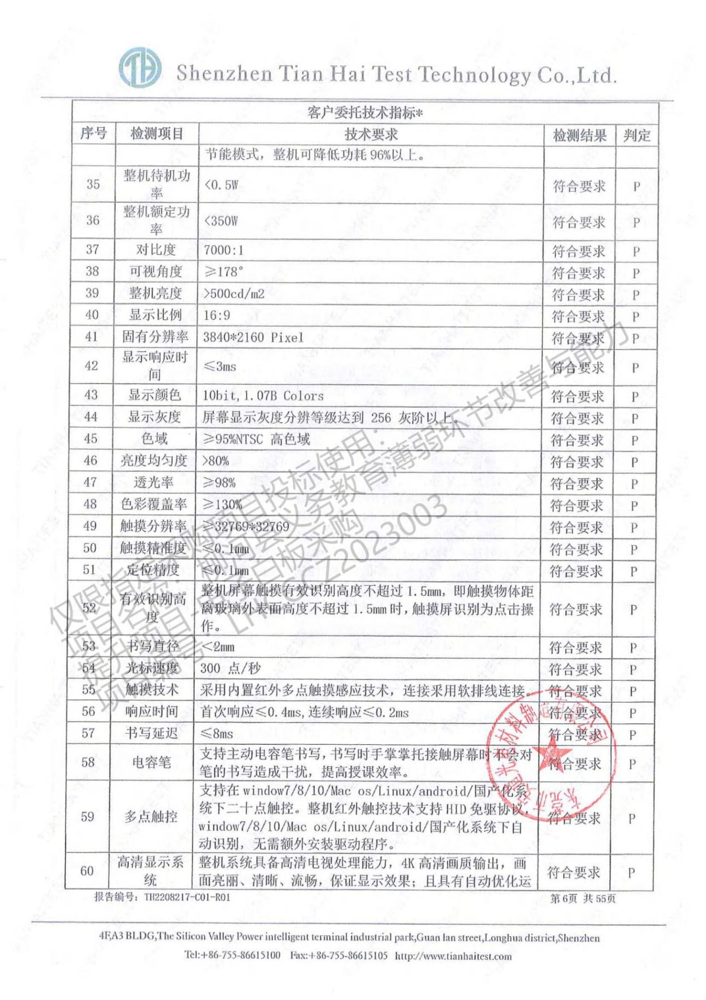 TH Shenzhen Tian Hai Test Technology Co.,Ltd.
客户委托技术指标*
序号 检测项目 技术要求 检测结果 判定
节能模式，整机可降低功耗 96%以上。
35 整机待机功率 <0.5W 符合要求 P
36 整机额定功率 <350W 符合要求 P
37 对比度 7000:1 符合要求 P
38 可视角度 ≥178° 符合要求 P
39 整机亮度 >500cd/m2 符合要求 P
40 显示比例 16:9 符合要求 P
41 固有分辨率 3840*2160 Pixel 符合要求 P
42 显示响应时间 ≤3ms 符合要求 P
43 显示颜色 10bit,1.07B Colors 符合要求 P
44 显示灰度 屏幕显示灰度分辨等级达到 256 灰阶以上。 符合要求 P
45 色域 ≥95%NTSC 高色域 符合要求 P
46 亮度均匀度 >80% 符合要求 P
47 透光率 ≥98% 符合要求 P
48 色彩覆盖率 ≥130% 符合要求 P
49 触摸分辨率 ≥32769*32769 符合要求 P
50 触摸精准度 ≤0.1mm 符合要求 P
51 定位精度 ≤0.1mm 符合要求 P
52 有效识别高度 整机屏幕触摸有效识别高度不超过 1.5mm，即触摸物体距
离玻璃外表面高度不超过 1.5mm 时，触摸屏识别为点击操
作。 符合要求 P
53 书写直径 <2mm 符合要求 P
54 光标速度 300 点/秒 符合要求 P
55 触摸技术 采用内置红外多点触摸感应技术，连接采用软排线连接。 符合要求 P
56 响应时间 首次响应≤0.4ms,连续响应≤0.2ms 符合要求 P
57 书写延迟 ≤8ms 符合要求 P
58 电容笔 支持主动电容笔书写，书写时手掌掌托接触屏幕时不会对
笔的书写造成干扰，提高授课效率。 符合要求 P
59 多点触控 支持在 window7/8/10/Mac os/Linux/android/国产化系
统下二十点触控。整机红外触控技术支持 HID 免驱协议，
window7/8/10/Mac os/Linux/android/国产化系统下自
动识别，无需额外安装驱动程序。 符合要求 P
60 高清显示系统 整机系统具备高清电视处理能力，4K 高清画质输出，画
面亮丽、清晰、流畅，保证显示效果；且具有自动优化运 符合要求 P
仅限指定采购项目投标使用：
项目名称：柳河县义务教育薄弱环节改善与能力
提升项目-电子白板采购
项目编号：LHCGCZ2023003
报告编号：TH2208217-C01-R01 第 6页 共 55页
4F,A3 BLDG,The Silicon Valley Power intelligent terminal industrial park,Guan lan street,Longhua district,Shenzhen
Tel:+86-755-86615100 Fax:+86-755-86615105 http://www.tianhaitest.com